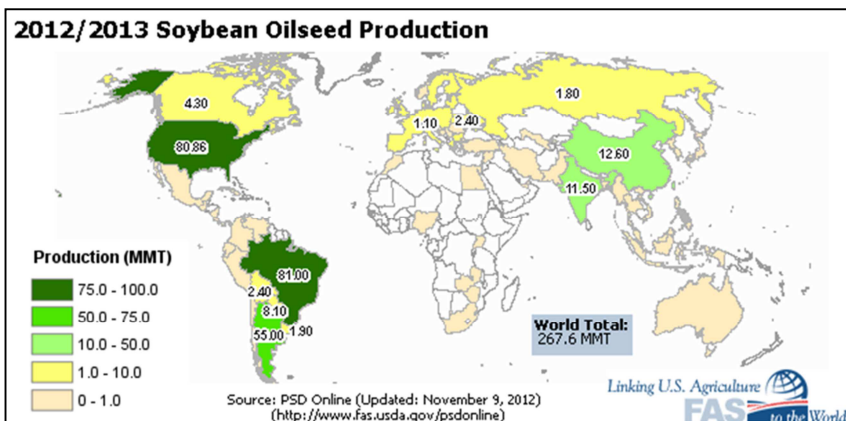 2012/2013 Soybean Oilseed Production
4.30
1.80
1.10
2.40
80.86
12.60
11.50
Production (MMT)
75.0 - 100.0
50.0 - 75.0
10.0 - 50.0
1.0 - 10.0
0 - 1.0
81.00
2.40
8.10
55.00
1.90
World Total:
267.6 MMT
Source: PSD Online (Updated: November 9, 2012)
(http://www.fas.usda.gov/psdonline)
Linking U.S. Agriculture
FAS to the World